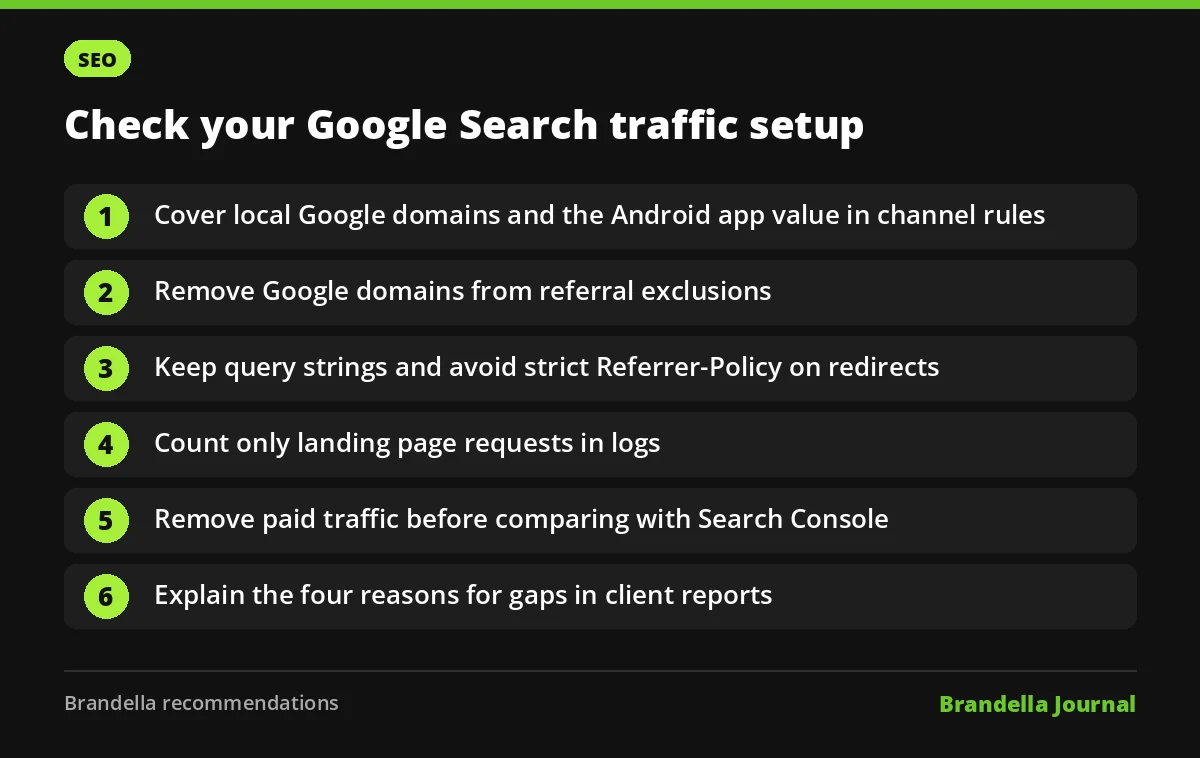 SEO
Check your Google Search traffic setup
1 Cover local Google domains and the Android app value in channel rules
2 Remove Google domains from referral exclusions
3 Keep query strings and avoid strict Referrer-Policy on redirects
4 Count only landing page requests in logs
5 Remove paid traffic before comparing with Search Console
6 Explain the four reasons for gaps in client reports
Brandella recommendations
Brandella Journal